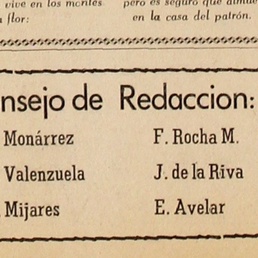 vive en los montes
flor:
pero es seguro que
en la casa del patrón.
nsejo de Redaccion:
Monárrez F. Rocha M.
Valenzuela J. de la Riva
Mijares E. Avelar